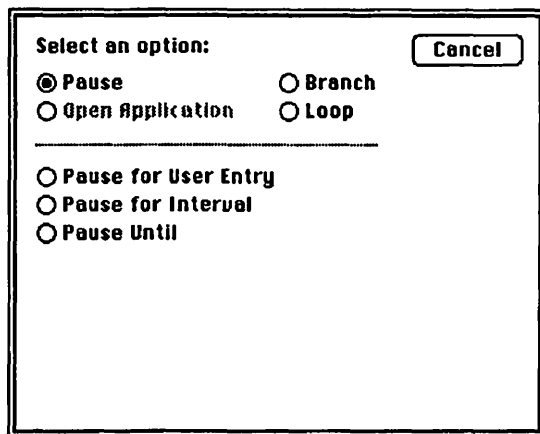 Select an option:
Cancel
Pause
Branch
Open Application
Loop
Pause for User Entry
Pause for Interval
Pause Until